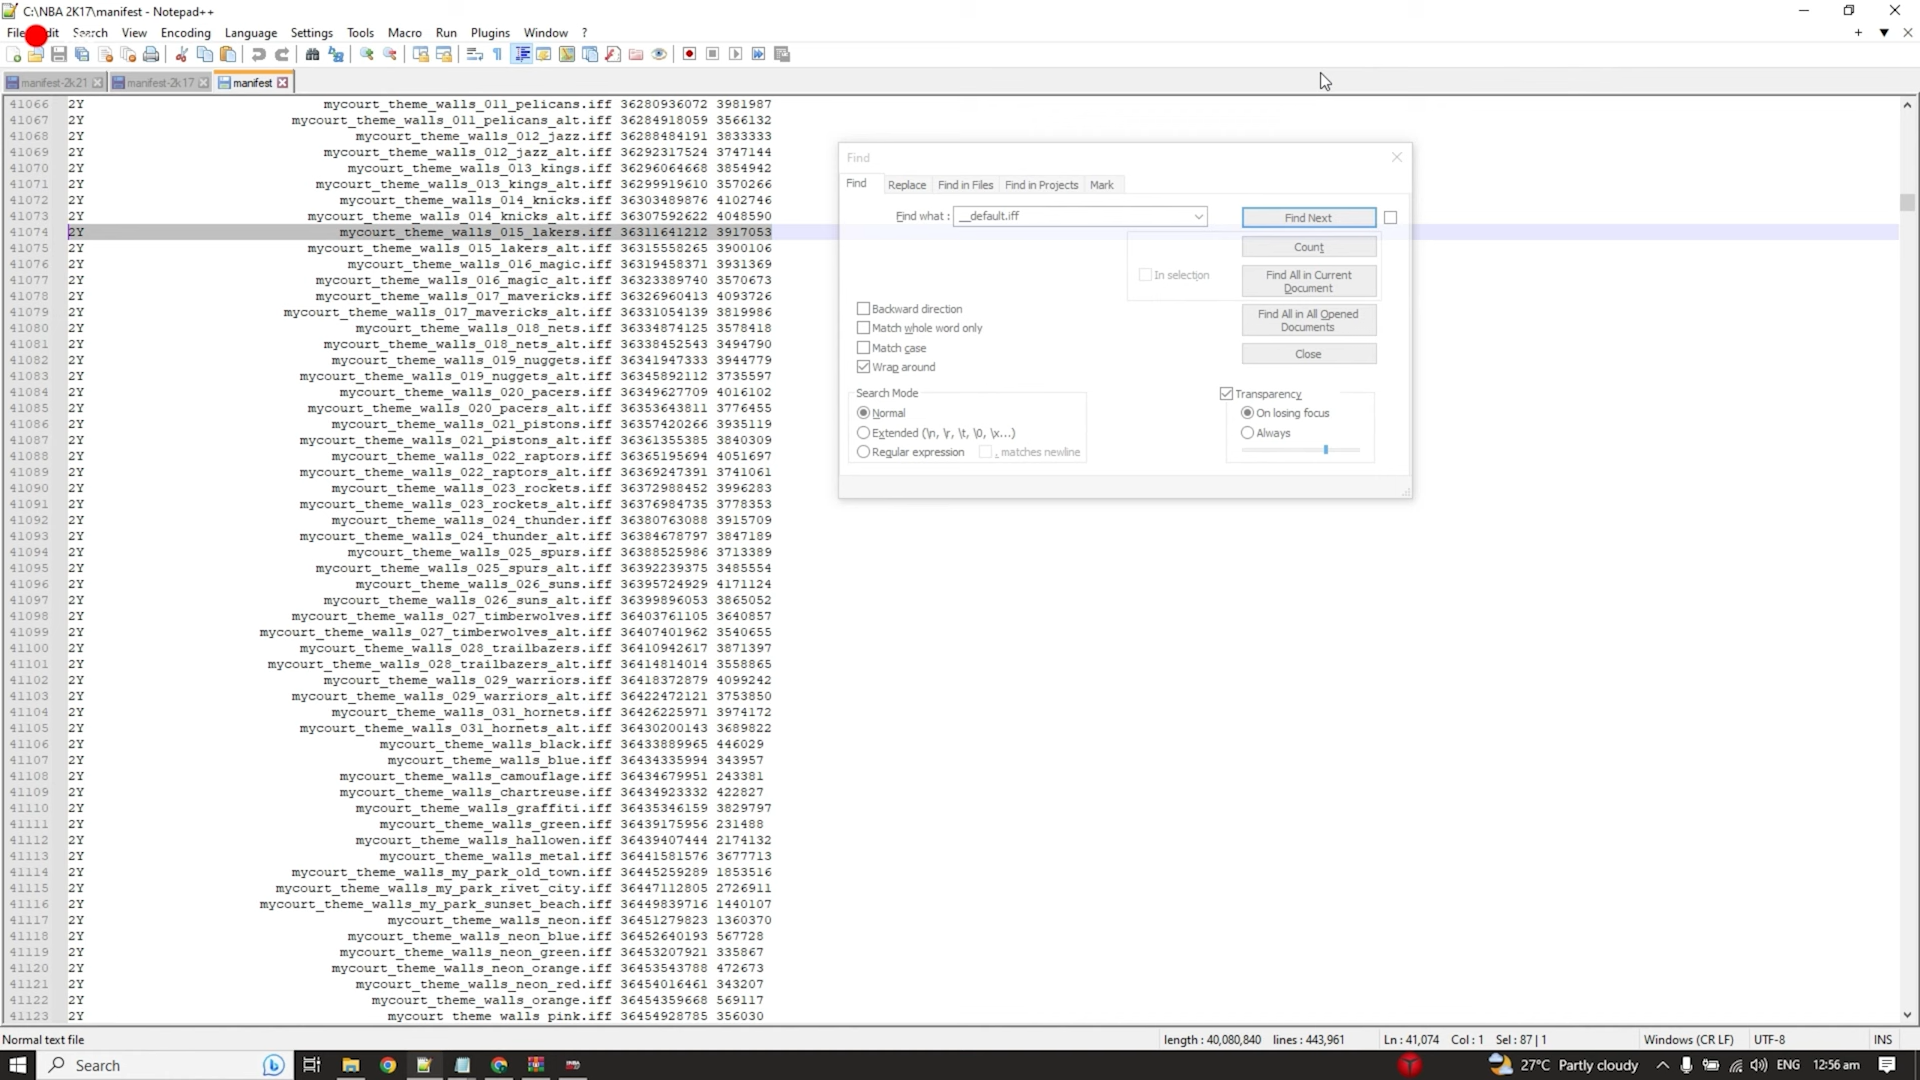 C:\NBA 2K17\manifest - Notepad++
File Edit Search View Encoding Language Settings Tools Macro Run Plugins Window ?
manifest-2k21 manifest-2k17 manifest
41066 2Y mycourt_theme_walls_011_pelicans.iff 36280936072 3981987
41067 2Y mycourt_theme_walls_011_pelicans_alt.iff 36284918059 3566132
41068 2Y mycourt_theme_walls_012_jazz.iff 36288484191 3833333
41069 2Y mycourt_theme_walls_012_jazz_alt.iff 36292317524 3747144
41070 2Y mycourt_theme_walls_013_kings.iff 36296064668 3854942
41071 2Y mycourt_theme_walls_013_kings_alt.iff 36299919610 3570266
41072 2Y mycourt_theme_walls_014_knicks.iff 36303489876 4102746
41073 2Y mycourt_theme_walls_014_knicks_alt.iff 36307592622 4048590
41074 2Y mycourt_theme_walls_015_lakers.iff 36311641212 3917053
41075 2Y mycourt_theme_walls_015_lakers_alt.iff 36315558265 3900106
41076 2Y mycourt_theme_walls_016_magic.iff 36319458371 3931369
41077 2Y mycourt_theme_walls_016_magic_alt.iff 36323389740 3570673
41078 2Y mycourt_theme_walls_017_mavericks.iff 36326960413 4093726
41079 2Y mycourt_theme_walls_017_mavericks_alt.iff 36331054139 3819986
41080 2Y mycourt_theme_walls_018_nets.iff 36334874125 3578418
41081 2Y mycourt_theme_walls_018_nets_alt.iff 36338452543 3494790
41082 2Y mycourt_theme_walls_019_nuggets.iff 36341947333 3944779
41083 2Y mycourt_theme_walls_019_nuggets_alt.iff 36345892112 3735597
41084 2Y mycourt_theme_walls_020_pacers.iff 36349627709 4016102
41085 2Y mycourt_theme_walls_020_pacers_alt.iff 36353643811 3776455
41086 2Y mycourt_theme_walls_021_pistons.iff 36357420266 3935119
41087 2Y mycourt_theme_walls_021_pistons_alt.iff 36361355385 3840309
41088 2Y mycourt_theme_walls_022_raptors.iff 36365195694 4051697
41089 2Y mycourt_theme_walls_022_raptors_alt.iff 36369247391 3741061
41090 2Y mycourt_theme_walls_023_rockets.iff 36372988452 3996283
41091 2Y mycourt_theme_walls_023_rockets_alt.iff 36376984735 3778353
41092 2Y mycourt_theme_walls_024_thunder.iff 36380763088 3915709
41093 2Y mycourt_theme_walls_024_thunder_alt.iff 36384678797 3847189
41094 2Y mycourt_theme_walls_025_spurs.iff 36388525986 3713389
41095 2Y mycourt_theme_walls_025_spurs_alt.iff 36392239375 3485554
41096 2Y mycourt_theme_walls_026_suns.iff 36395724929 4171124
41097 2Y mycourt_theme_walls_026_suns_alt.iff 36399896053 3865052
41098 2Y mycourt_theme_walls_027_timberwolves.iff 36403761105 3640857
41099 2Y mycourt_theme_walls_027_timberwolves_alt.iff 36407401962 3540655
41100 2Y mycourt_theme_walls_028_trailbazers.iff 36410942617 3871397
41101 2Y mycourt_theme_walls_028_trailbazers_alt.iff 36414814014 3558865
41102 2Y mycourt_theme_walls_029_warriors.iff 36418372879 4099242
41103 2Y mycourt_theme_walls_029_warriors_alt.iff 36422472121 3753850
41104 2Y mycourt_theme_walls_031_hornets.iff 36426225971 3974172
41105 2Y mycourt_theme_walls_031_hornets_alt.iff 36430200143 3689822
41106 2Y mycourt_theme_walls_black.iff 36433889965 446029
41107 2Y mycourt_theme_walls_blue.iff 36434335994 343957
41108 2Y mycourt_theme_walls_camouflage.iff 36434679951 243381
41109 2Y mycourt_theme_walls_chartreuse.iff 36434923332 422827
41110 2Y mycourt_theme_walls_graffiti.iff 36435346159 3829797
41111 2Y mycourt_theme_walls_green.iff 36439175956 231488
41112 2Y mycourt_theme_walls_hallowen.iff 36439407444 2174132
41113 2Y mycourt_theme_walls_metal.iff 36441581576 3677713
41114 2Y mycourt_theme_walls_my_park_old_town.iff 36445259289 1853516
41115 2Y mycourt_theme_walls_my_park_rivet_city.iff 36447112805 2726911
41116 2Y mycourt_theme_walls_my_park_sunset_beach.iff 36449839716 1440107
41117 2Y mycourt_theme_walls_neon.iff 36451279823 1360370
41118 2Y mycourt_theme_walls_neon_blue.iff 36452640193 567728
41119 2Y mycourt_theme_walls_neon_green.iff 36453207921 335867
41120 2Y mycourt_theme_walls_neon_orange.iff 36453543788 472673
41121 2Y mycourt_theme_walls_neon_red.iff 36454016461 343207
41122 2Y mycourt_theme_walls_orange.iff 36454359668 569117
41123 2Y mycourt_theme_walls_pink.iff 36454928785 356030
Find
Find Replace Find in Files Find in Projects Mark
Find what : __default.iff Find Next
Count
In selection
Find All in Current Document
Backward direction
Find All in All Opened Documents
Match whole word only
Match case
Close
Wrap around
Search Mode
Transparency
Normal
On losing focus
Extended (\n, \r, \t, \0, \x...)
Always
Regular expression . matches newline
Normal text file length : 40,080,840 lines : 443,961 Ln : 41,074 Col : 1 Sel : 87 | 1 Windows (CR LF) UTF-8 INS
Search 27°C Partly cloudy ENG 12:56 am